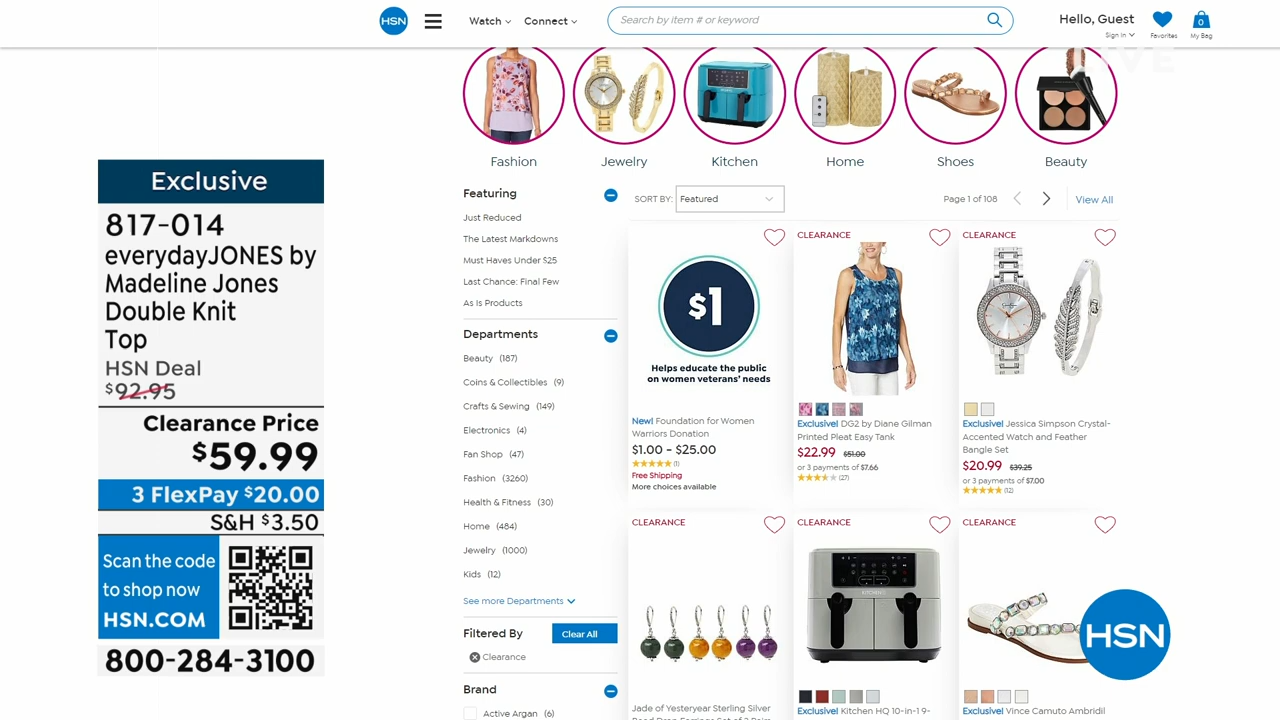 HSN
Watch
Connect
Search by item # or keyword
Hello, Guest
Sign In
Favorites
0
My Bag
LIVE
Fashion
Jewelry
Kitchen
Home
Shoes
Beauty
Exclusive
817-014
everydayJONES by
Madeline Jones
Double Knit
Top
HSN Deal
$92.95
Clearance Price
$59.99
3 FlexPay $20.00
S&H $3.50
Scan the code
to shop now
HSN.COM
800-284-3100
Featuring
Just Reduced
The Latest Markdowns
Must Haves Under $25
Last Chance: Final Few
As Is Products
Departments
Beauty (187)
Coins & Collectibles (9)
Crafts & Sewing (149)
Electronics (4)
Fan Shop (47)
Fashion (3260)
Health & Fitness (30)
Home (484)
Jewelry (1000)
Kids (12)
See more Departments
Filtered By
Clear All
Clearance
Brand
Active Argan (6)
SORT BY: Featured
Page 1 of 108
View All
$1
Helps educate the public
on women veterans' needs
New! Foundation for Women
Warriors Donation
$1.00 - $25.00
(1)
Free Shipping
More choices available
CLEARANCE
Exclusive! DG2 by Diane Gilman
Printed Pleat Easy Tank
$22.99 $51.00
or 3 payments of $7.66
(27)
CLEARANCE
Exclusive! Jessica Simpson Crystal-
Accented Watch and Feather
Bangle Set
$20.99 $39.25
or 3 payments of $7.00
(12)
CLEARANCE
Jade of Yesteryear Sterling Silver
CLEARANCE
Exclusive! Kitchen HQ 10-in-1 9-
CLEARANCE
Exclusive! Vince Camuto Ambridil
HSN